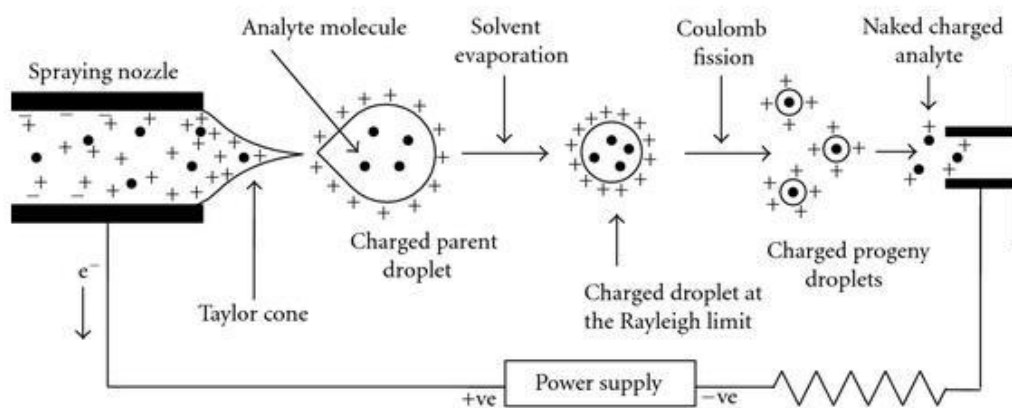 Analyte molecule
Solvent
evaporation
Coulomb
fission
Naked charged
analyte
Spraying nozzle
Charged parent
droplet
Charged progeny
droplets
e⁻
Taylor cone
Charged droplet at
the Rayleigh limit
+ve
Power supply
−ve